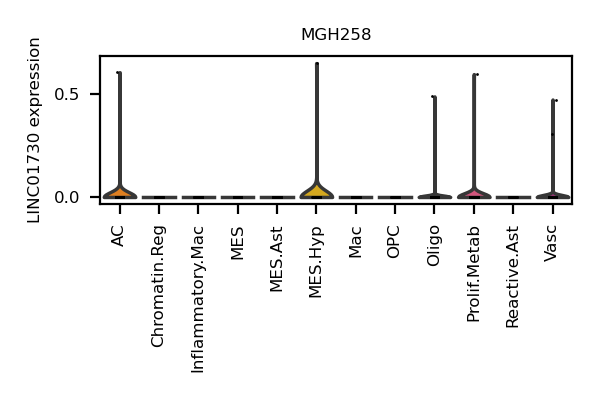 MGH258
LINC01730 expression
0.5
0.0
AC
Chromatin.Reg
Inflammatory.Mac
MES
MES.Ast
MES.Hyp
Mac
OPC
Oligo
Prolif.Metab
Reactive.Ast
Vasc